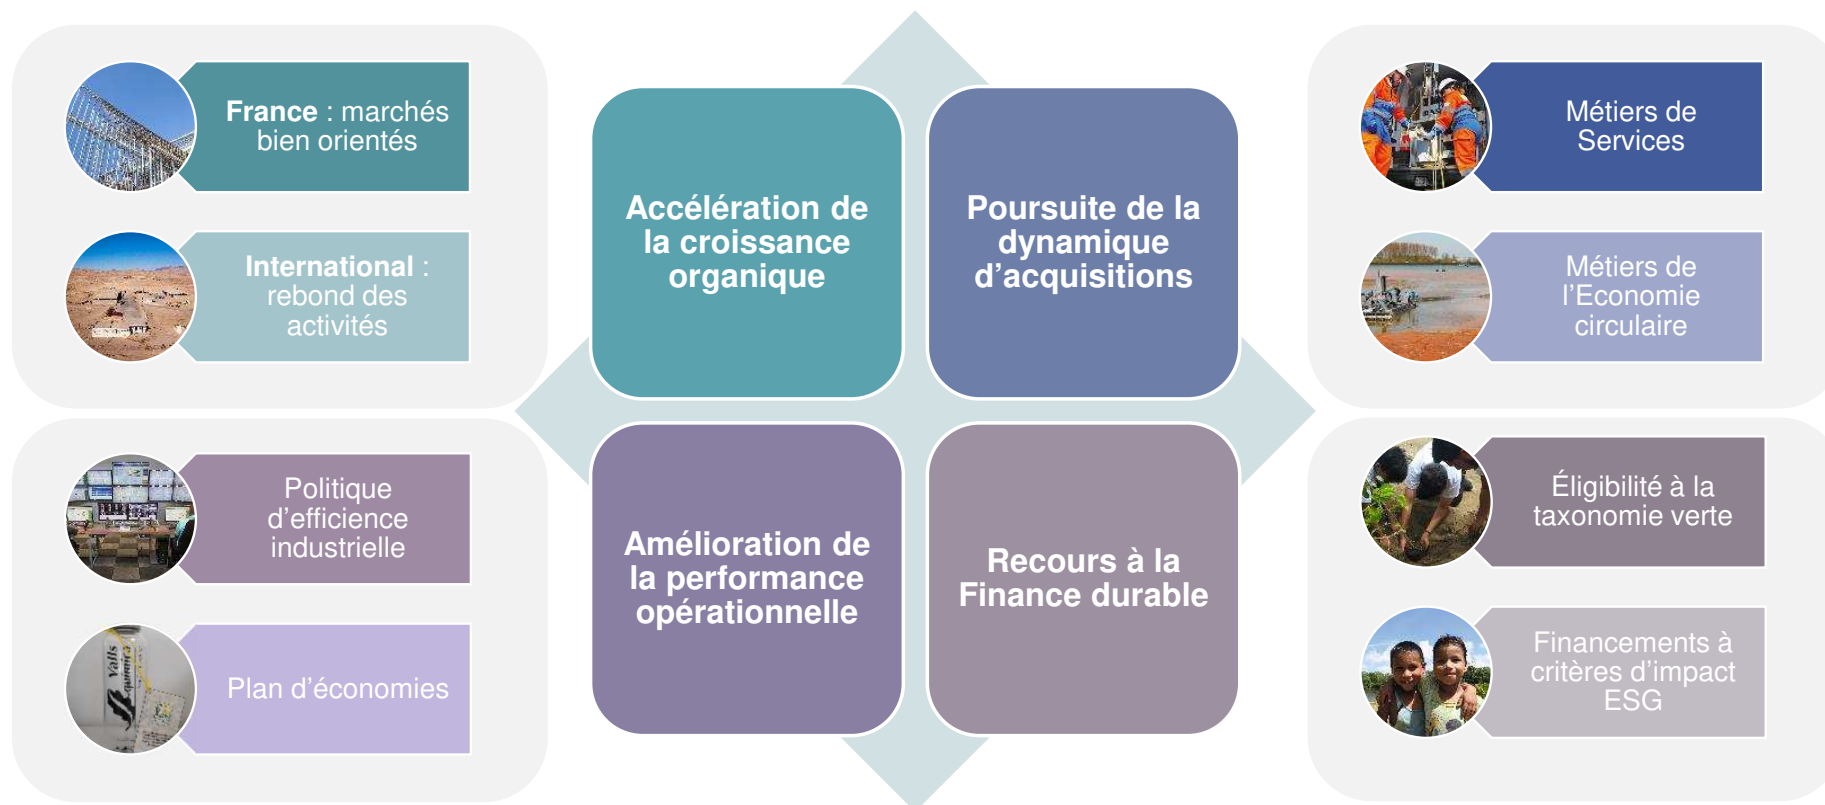 France : marchés
bien orientés
International :
rebond des
activités
Accélération de
la croissance
organique
Poursuite de la
dynamique
d’acquisitions
Métiers de
Services
Métiers de
l’Economie
circulaire
Politique
d’efficience
industrielle
Plan d’économies
Valls
quimica
Amélioration de
la performance
opérationnelle
Recours à la
Finance durable
Éligibilité à la
taxonomie verte
Financements à
critères d’impact
ESG